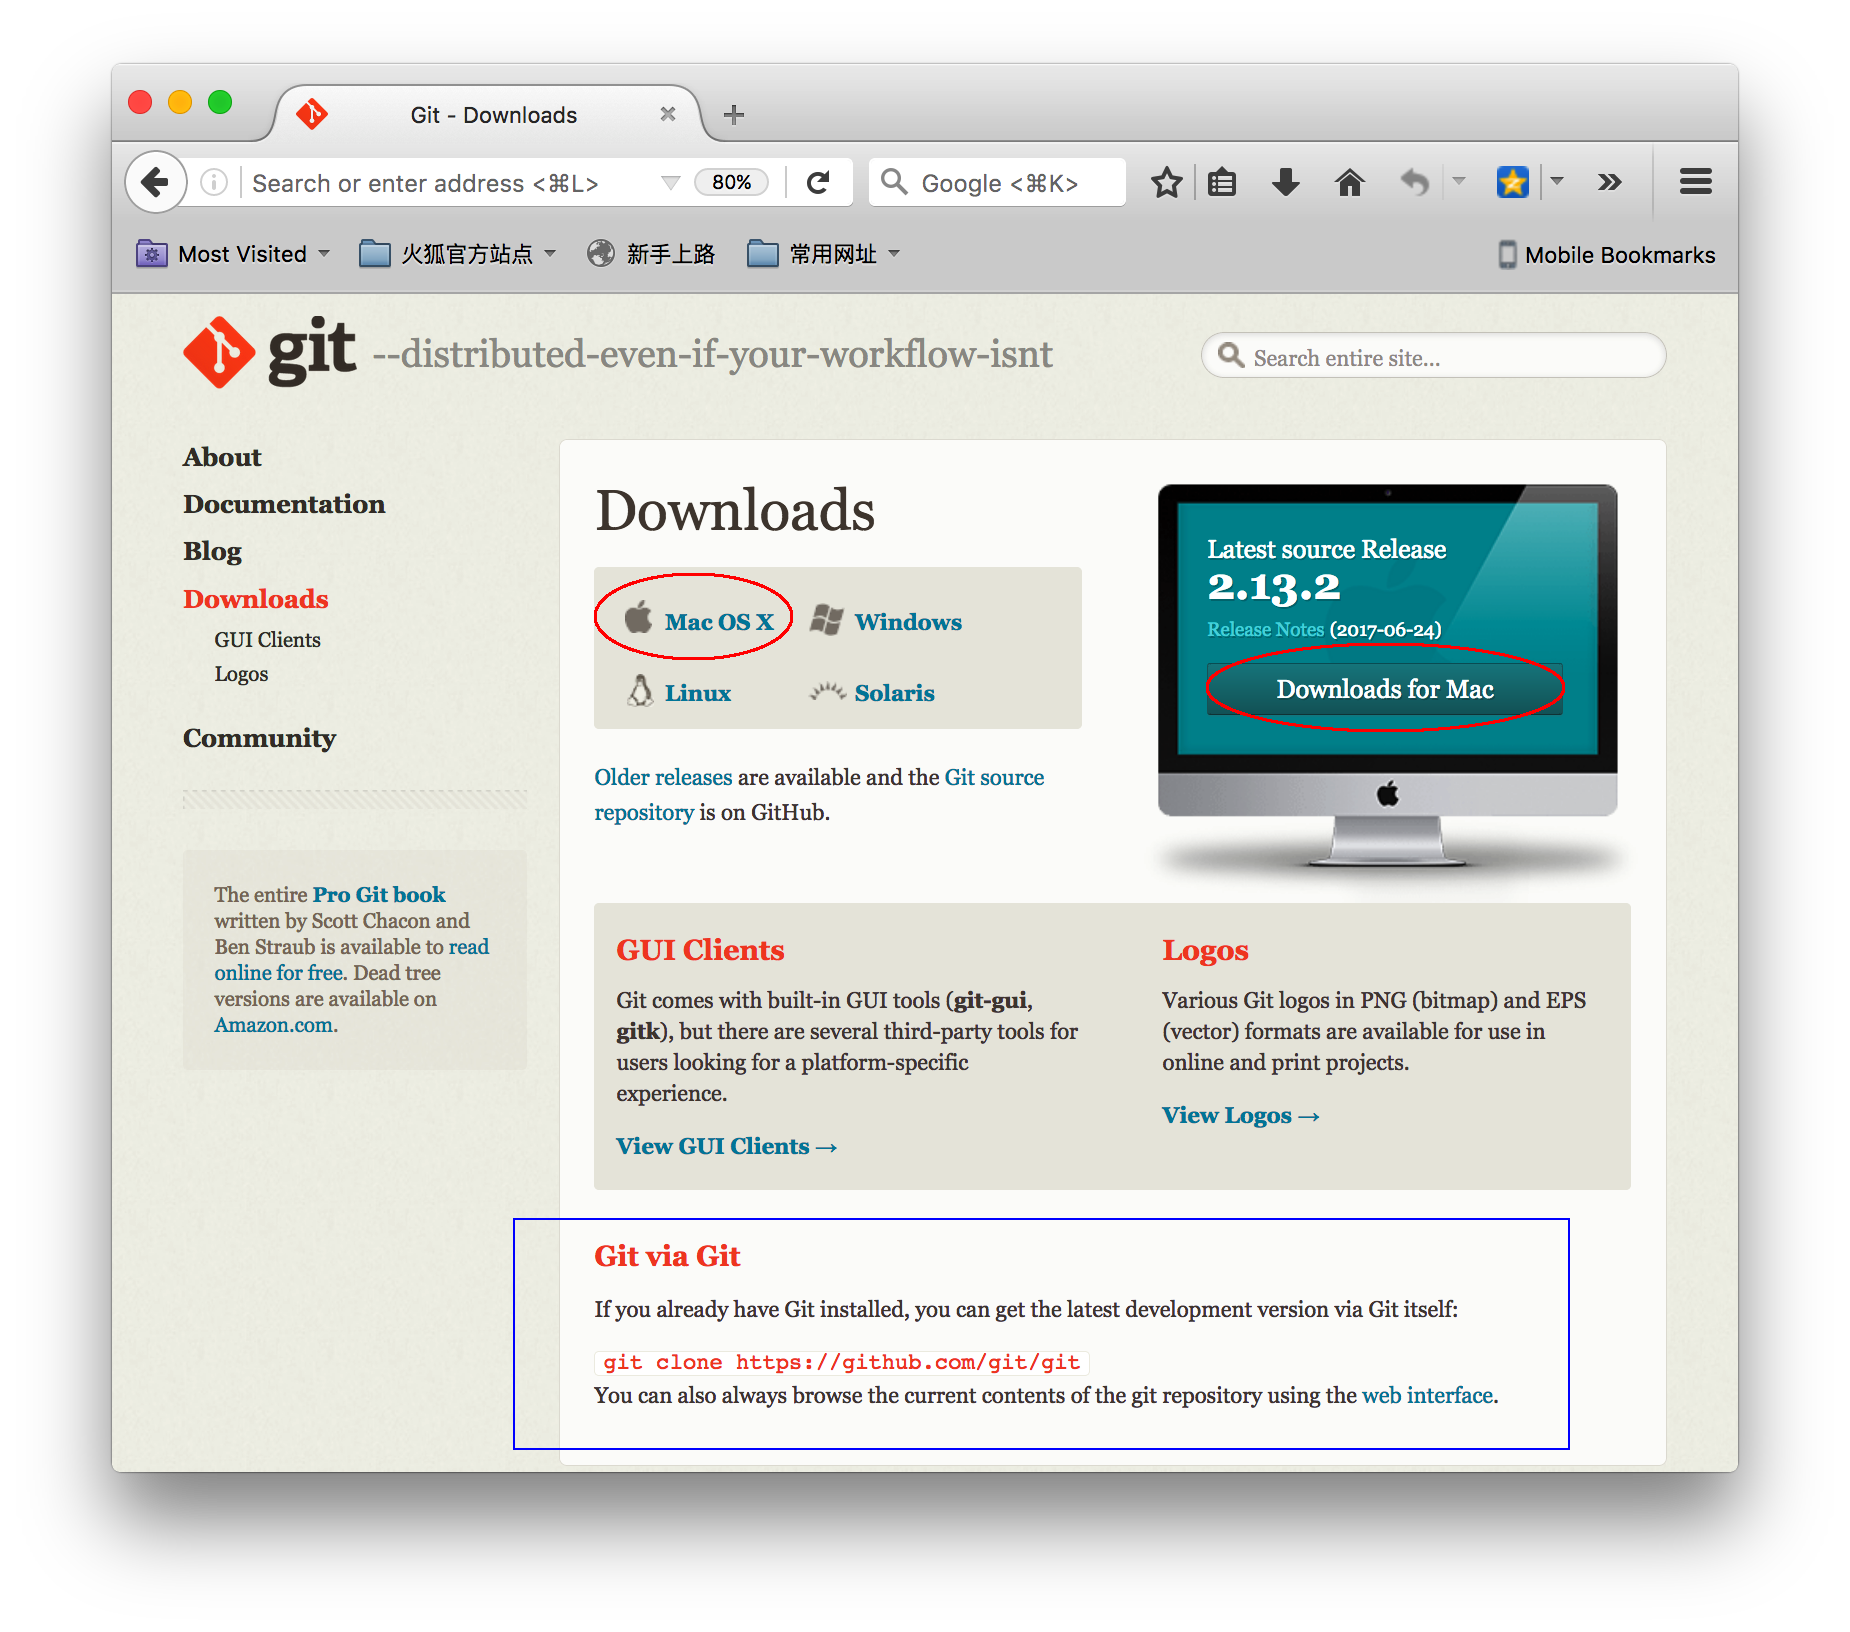 Git - Downloads
Search or enter address <⌘L>
80%
Google <⌘K>
Most Visited
火狐官方站点
新手上路
常用网址
Mobile Bookmarks
git --distributed-even-if-your-workflow-isnt
Search entire site...
About
Documentation
Blog
Downloads
GUI Clients
Logos
Community
The entire Pro Git book
written by Scott Chacon and
Ben Straub is available to read
online for free. Dead tree
versions are available on
Amazon.com.
Downloads
Mac OS X
Windows
Linux
Solaris
Older releases are available and the Git source
repository is on GitHub.
Latest source Release
2.13.2
Release Notes (2017-06-24)
Downloads for Mac
GUI Clients
Git comes with built-in GUI tools (git-gui,
gitk), but there are several third-party tools for
users looking for a platform-specific
experience.
View GUI Clients →
Logos
Various Git logos in PNG (bitmap) and EPS
(vector) formats are available for use in
online and print projects.
View Logos →
Git via Git
If you already have Git installed, you can get the latest development version via Git itself:
git clone https://github.com/git/git
You can also always browse the current contents of the git repository using the web interface.